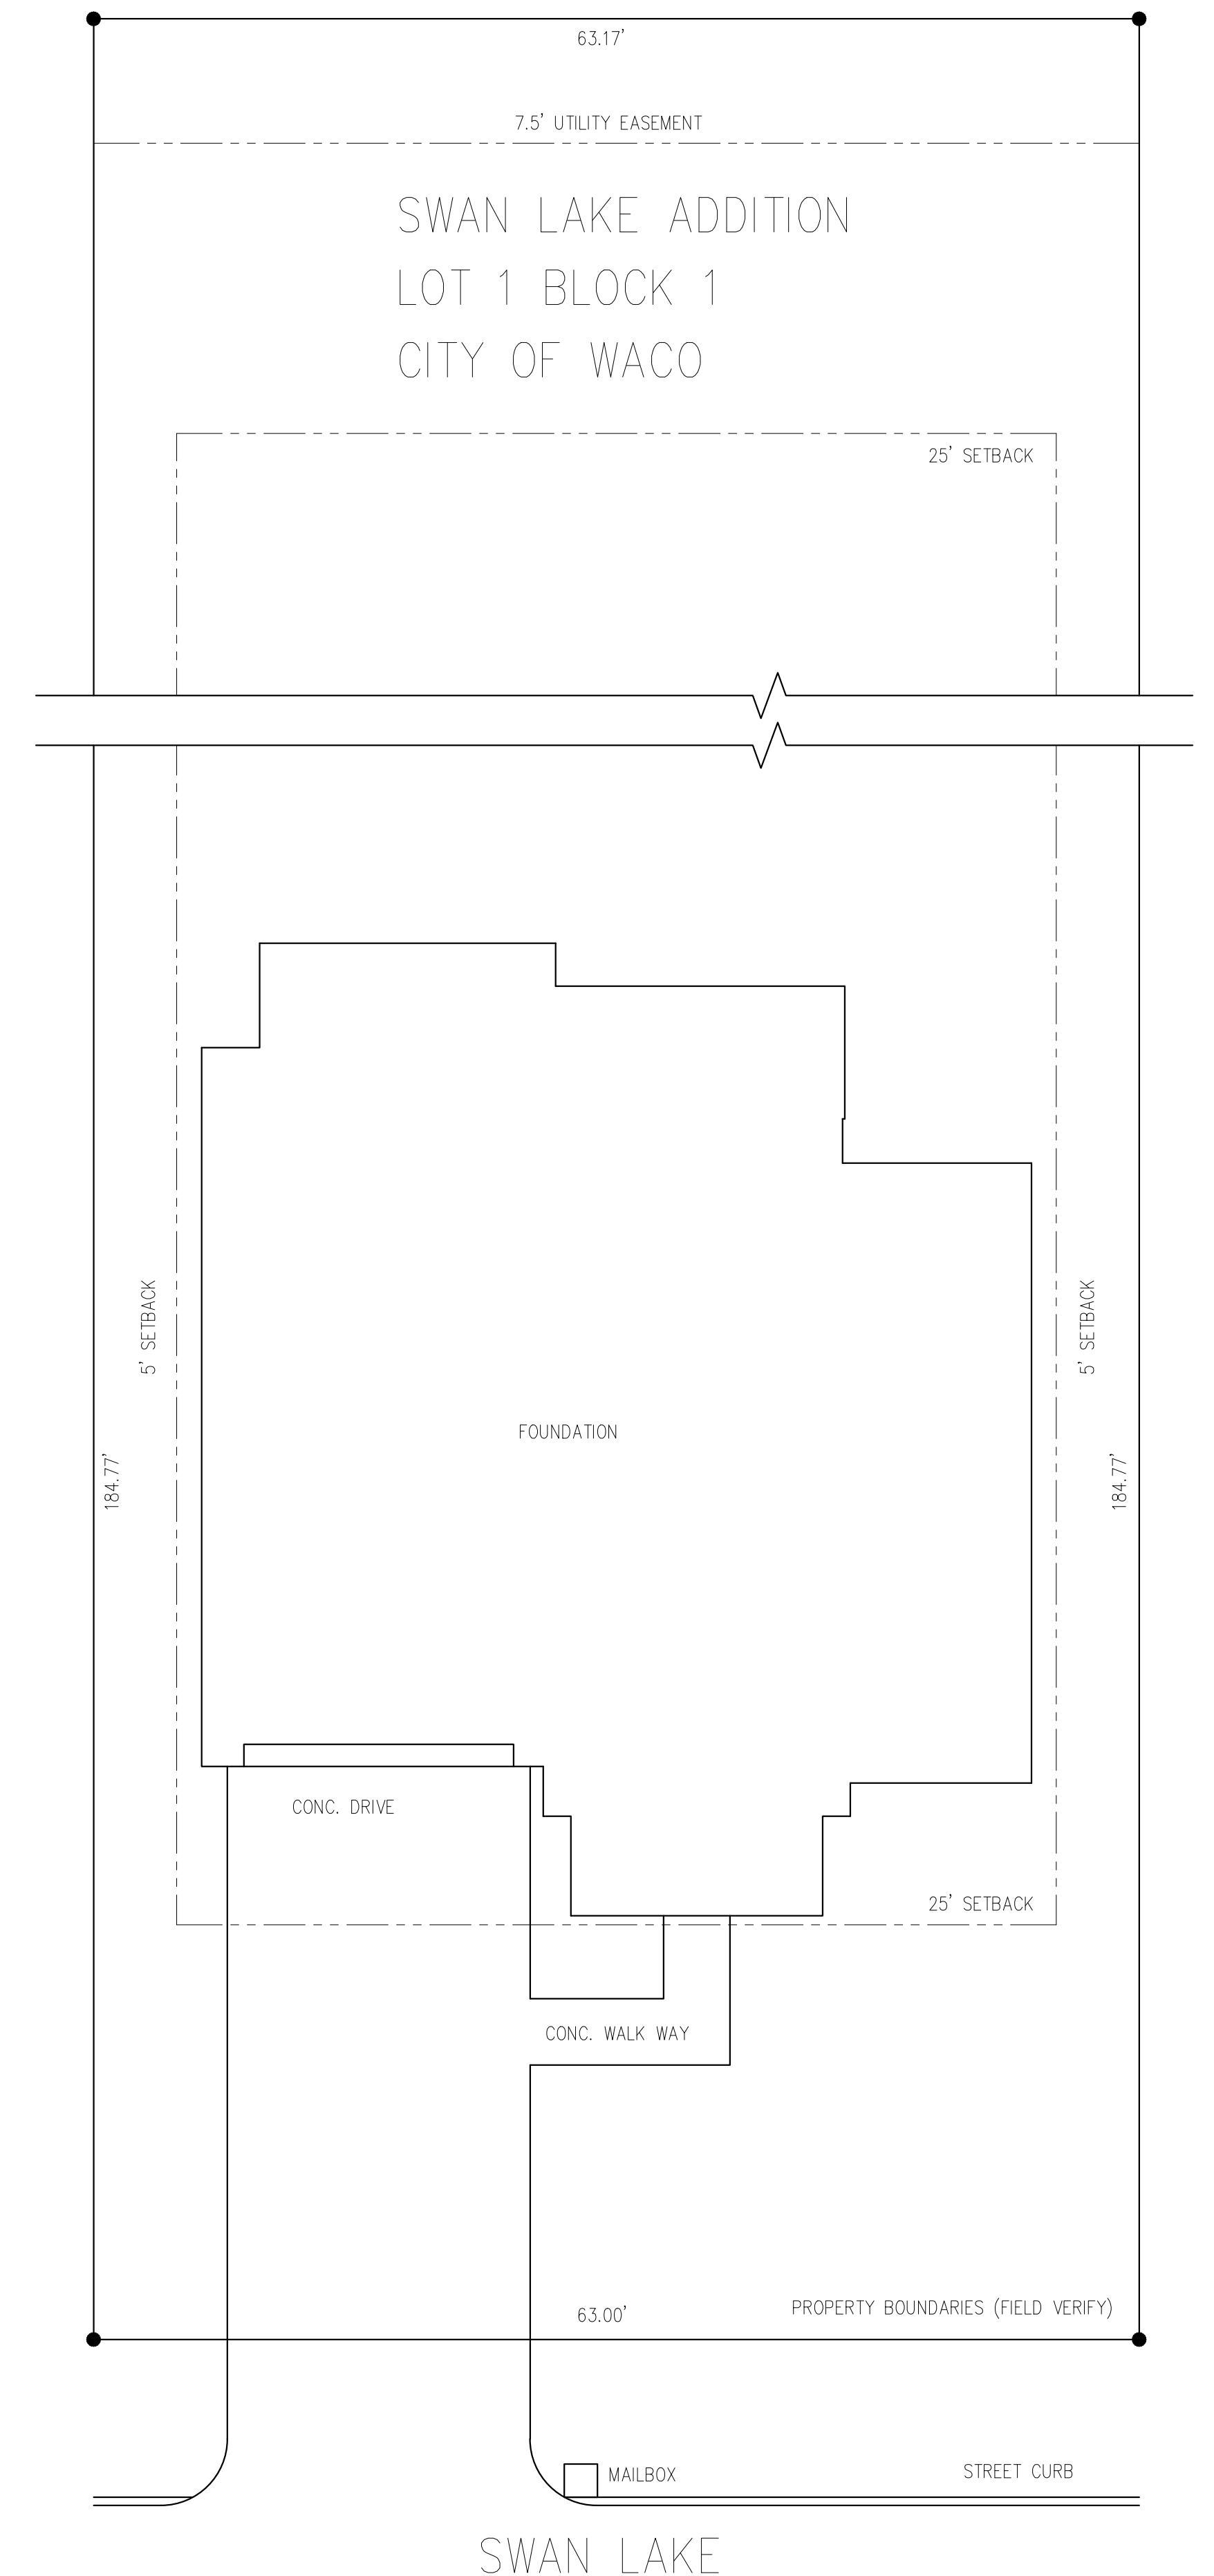 63.17'
7.5' UTILITY EASEMENT
SWAN LAKE ADDITION
LOT 1 BLOCK 1
CITY OF WACO
25' SETBACK
5' SETBACK
5' SETBACK
FOUNDATION
184.77'
184.77'
CONC. DRIVE
25' SETBACK
CONC. WALK WAY
PROPERTY BOUNDARIES (FIELD VERIFY)
63.00'
MAILBOX
STREET CURB
SWAN LAKE